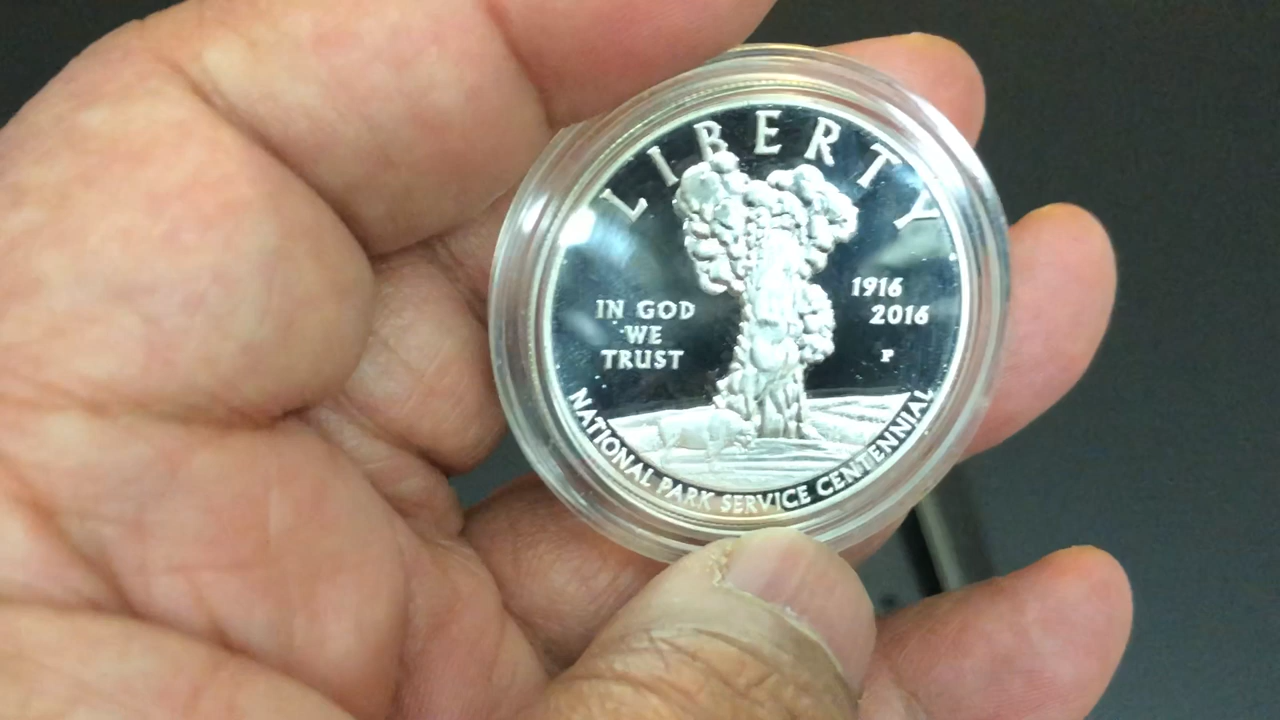 LIBERTY
IN GOD
WE
TRUST
1916
2016
P
NATIONAL PARK SERVICE CENTENNIAL